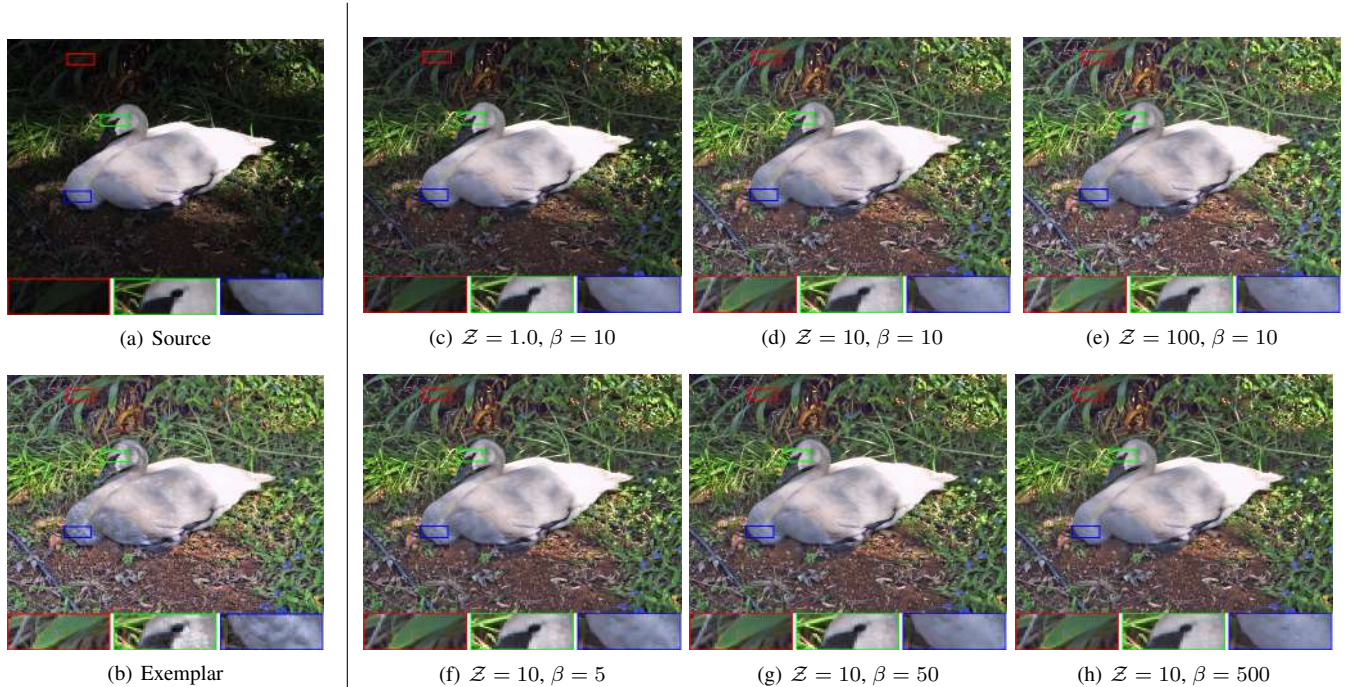 (a) Source
(c) 𝒵 = 1.0, β = 10
(d) 𝒵 = 10, β = 10
(e) 𝒵 = 100, β = 10
(b) Exemplar
(f) 𝒵 = 10, β = 5
(g) 𝒵 = 10, β = 50
(h) 𝒵 = 10, β = 500